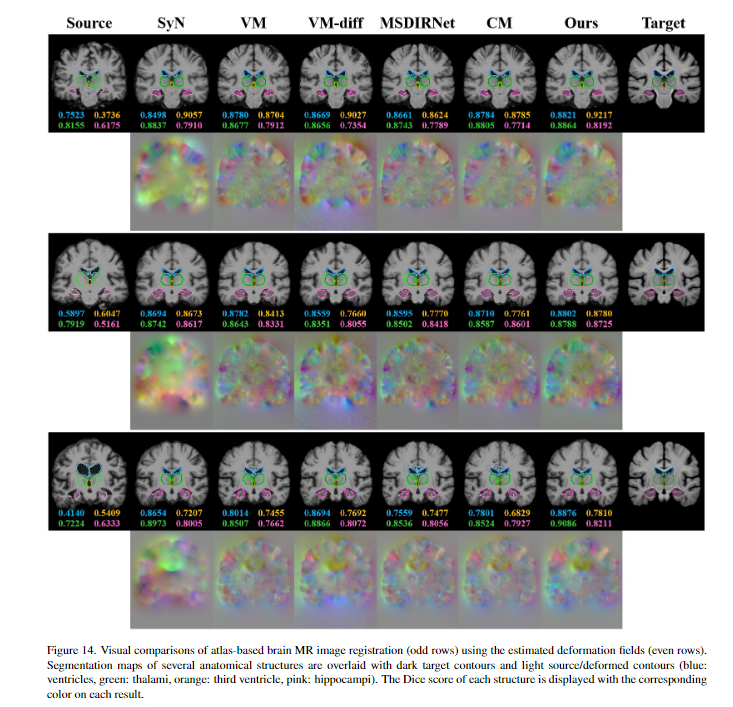 Source SyN VM VM-diff MSDIRNet CM Ours Target
0.7523 0.3736 0.8498 0.9057 0.8780 0.8704 0.8669 0.9027 0.8661 0.8624 0.8784 0.8785 0.8821 0.9217
0.8155 0.6175 0.8837 0.7910 0.8677 0.7912 0.8656 0.7354 0.8743 0.7789 0.8805 0.7714 0.8864 0.8192
0.5897 0.6047 0.8694 0.8673 0.8782 0.8413 0.8559 0.7660 0.8595 0.7770 0.8710 0.7761 0.8802 0.8780
0.7919 0.5161 0.8742 0.8617 0.8643 0.8331 0.8351 0.8055 0.8502 0.8418 0.8587 0.8601 0.8788 0.8725
0.4140 0.5409 0.8654 0.7207 0.8014 0.7455 0.8694 0.7692 0.7559 0.7477 0.7801 0.6829 0.8876 0.7810
0.7224 0.6333 0.8973 0.8005 0.8507 0.7662 0.8866 0.8072 0.8536 0.8056 0.8524 0.7927 0.9086 0.8211
Figure 14. Visual comparisons of atlas-based brain MR image registration (odd rows) using the estimated deformation fields (even rows).
Segmentation maps of several anatomical structures are overlaid with dark target contours and light source/deformed contours (blue:
ventricles, green: thalami, orange: third ventricle, pink: hippocampi). The Dice score of each structure is displayed with the corresponding
color on each result.